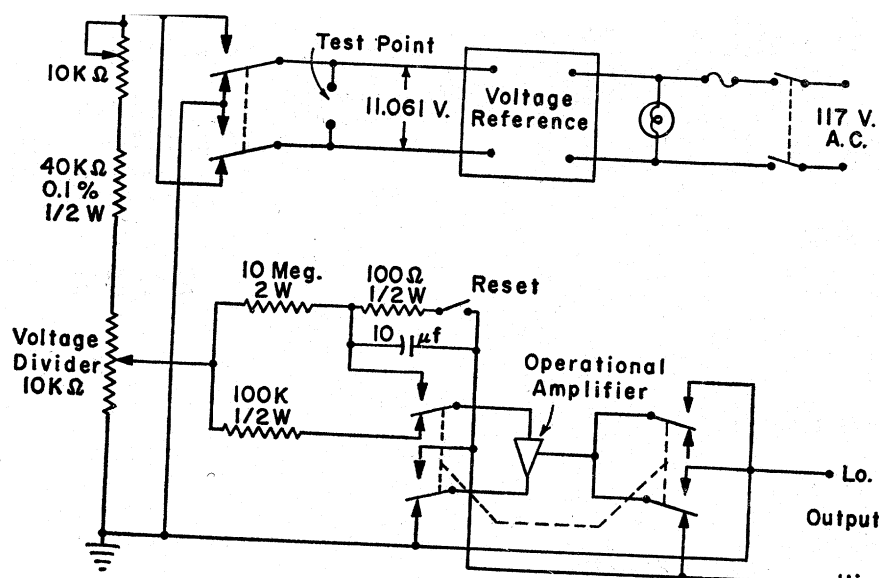 10KΩ
Test Point
11.061 V.
Voltage
Reference
117 V.
A.C.
40KΩ
0.1%
1/2 W
10 Meg.
2 W
100Ω
1/2 W
Reset
10 μf
Voltage
Divider
10KΩ
100K
1/2 W
Operational
Amplifier
Lo.
Output